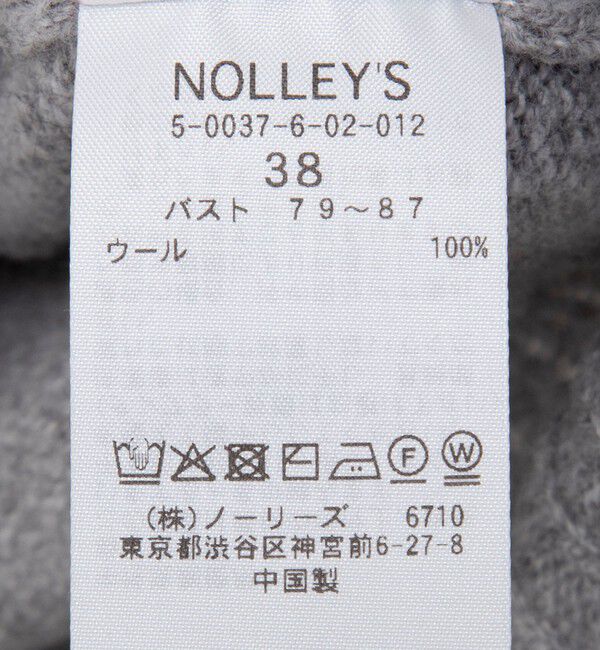 NOLLEY'S
5-0037-6-02-012
38
バスト 79～87
ウール 100%
F W
(株)ノーリーズ 6710
東京都渋谷区神宮前6-27-8
中国製